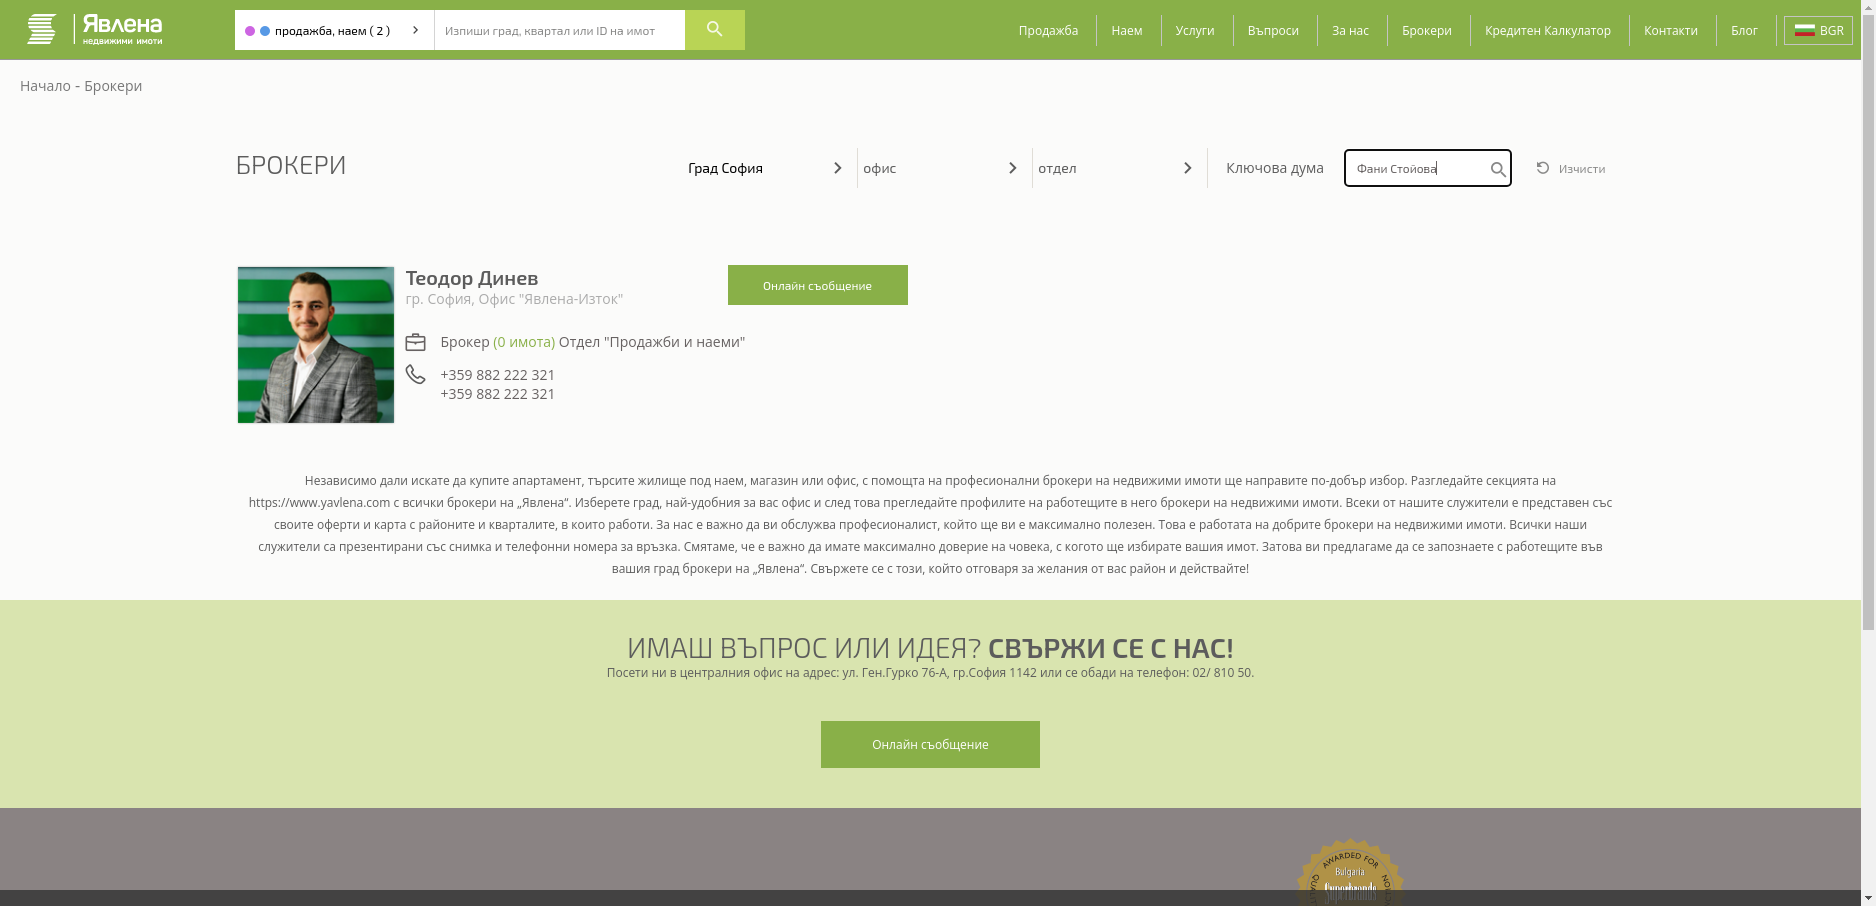 Явлена
недвижими имоти
продажба, наем ( 2 )
Изпиши град, квартал или ID на имот
Продажба
Наем
Услуги
Въпроси
За нас
Брокери
Кредитен Калкулатор
Контакти
Блог
BGR
Начало - Брокери
БРОКЕРИ
Град София
офис
отдел
Ключова дума
Фани Стойова
Изчисти
Теодор Динев
гр. София, Офис "Явлена-Изток"
Онлайн съобщение
Брокер (0 имота) Отдел "Продажби и наеми"
+359 882 222 321
+359 882 222 321
Независимо дали искате да купите апартамент, търсите жилище под наем, магазин или офис, с помощта на професионални брокери на недвижими имоти ще направите по-добър избор. Разгледайте секцията на
https://www.yavlena.com с всички брокери на „Явлена“. Изберете град, най-удобния за вас офис и след това прегледайте профилите на работещите в него брокери на недвижими имоти. Всеки от нашите служители е представен със
своите оферти и карта с районите и кварталите, в които работи. За нас е важно да ви обслужва професионалист, който ще ви е максимално полезен. Това е работата на добрите брокери на недвижими имоти. Всички наши
служители са презентирани със снимка и телефонни номера за връзка. Смятаме, че е важно да имате максимално доверие на човека, с когото ще избирате вашия имот. Затова ви предлагаме да се запознаете с работещите във
вашия град брокери на „Явлена“. Свържете се с този, който отговаря за желания от вас район и действайте!
ИМАШ ВЪПРОС ИЛИ ИДЕЯ? СВЪРЖИ СЕ С НАС!
Посети ни в централния офис на адрес: ул. Ген.Гурко 76-А, гр.София 1142 или се обади на телефон: 02/ 810 50.
Онлайн съобщение
AWARDED FOR
Bulgaria
Superbrands